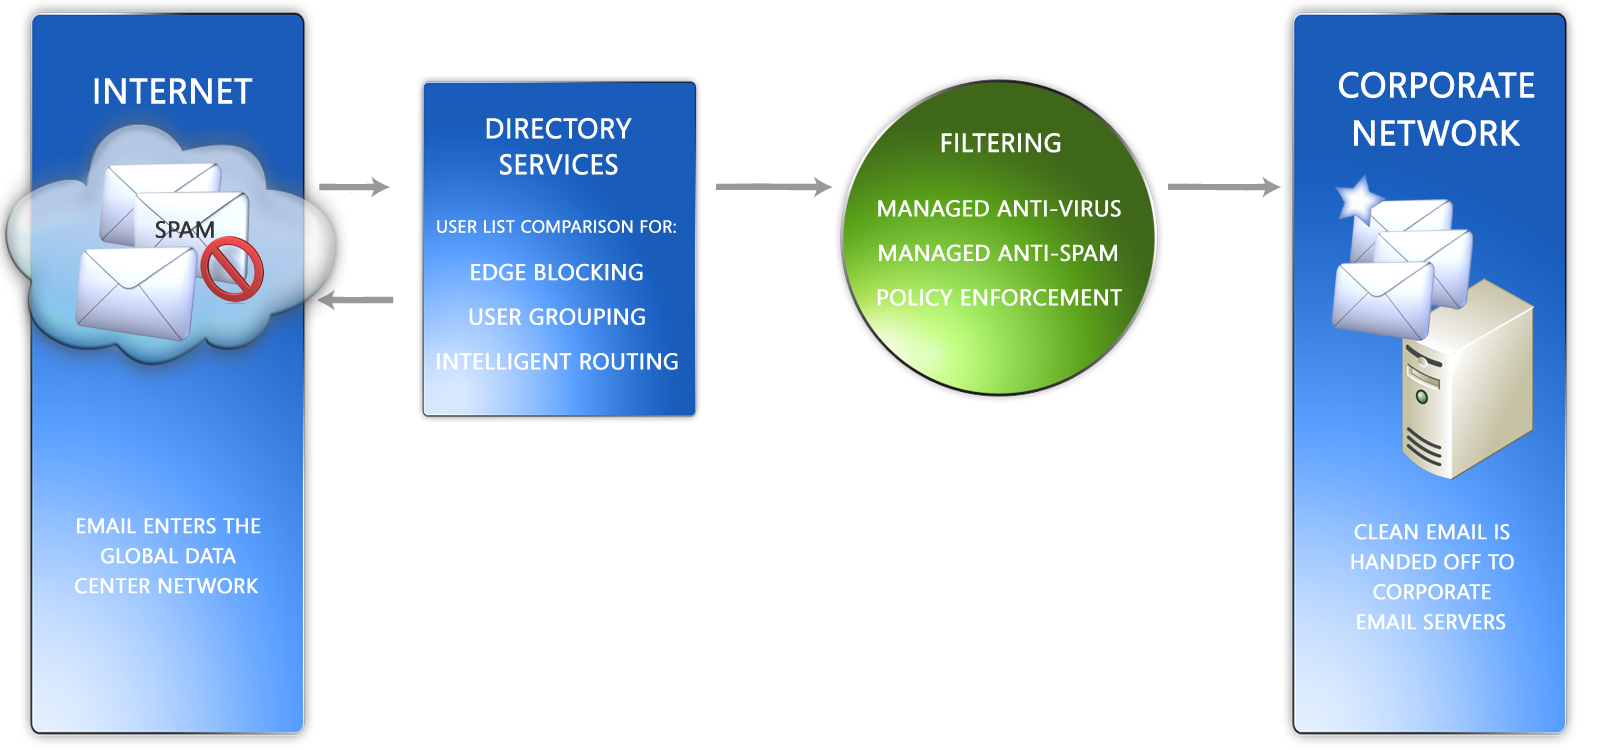 INTERNET
SPAM
EMAIL ENTERS THE
GLOBAL DATA
CENTER NETWORK
DIRECTORY
SERVICES
USER LIST COMPARISON FOR:
EDGE BLOCKING
USER GROUPING
INTELLIGENT ROUTING
FILTERING
MANAGED ANTI-VIRUS
MANAGED ANTI-SPAM
POLICY ENFORCEMENT
CORPORATE
NETWORK
CLEAN EMAIL IS
HANDED OFF TO
CORPORATE
EMAIL SERVERS